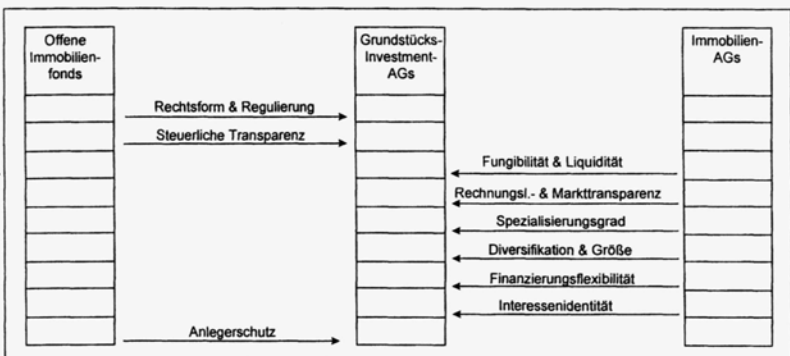 Offene
Immobilien-
fonds
Grundstücks-
Investment-
AGs
Immobilien-
AGs
Rechtsform & Regulierung
Steuerliche Transparenz
Fungibilität & Liquidität
Rechnungsl.- & Markttransparenz
Spezialisierungsgrad
Diversifikation & Größe
Finanzierungsflexibilität
Interessenidentität
Anlegerschutz